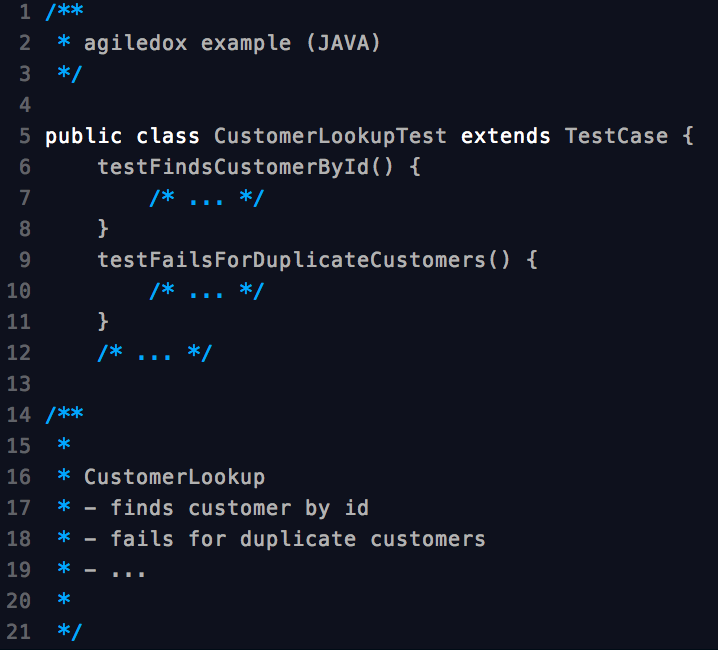 1 /**
2  * agiledox example (JAVA)
3  */
4
5 public class CustomerLookupTest extends TestCase {
6     testFindsCustomerById() {
7         /* ... */
8     }
9     testFailsForDuplicateCustomers() {
10         /* ... */
11     }
12     /* ... */
13
14 /**
15  *
16  * CustomerLookup
17  * – finds customer by id
18  * – fails for duplicate customers
19  * – ...
20  *
21  */